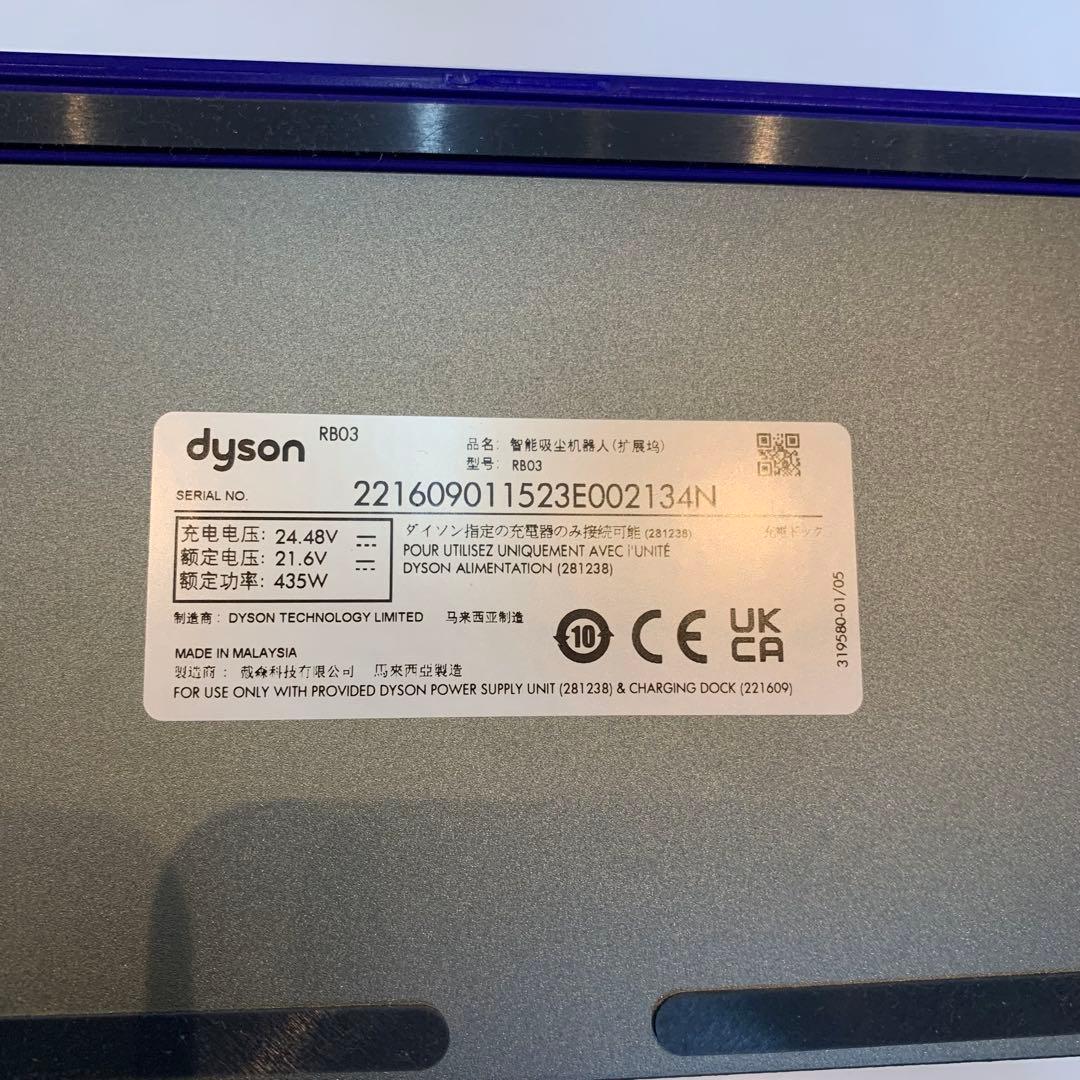 dyson RB03
品名: 智能吸尘机器人(扩展坞)
型号: RB03
SERIAL NO. 221609011523E002134N
充电电压: 24.48V
额定电压: 21.6V
额定功率: 435W
ダイソン指定の充電器のみ接続可能 (281238) 充電ドック
POUR UTILISEZ UNIQUEMENT AVEC l'UNITÉ
DYSON ALIMENTATION (281238)
制造商: DYSON TECHNOLOGY LIMITED 马来西亚制造
10 CE UK CA
MADE IN MALAYSIA
製造商: 戴森科技有限公司 馬來西亞製造
FOR USE ONLY WITH PROVIDED DYSON POWER SUPPLY UNIT (281238) & CHARGING DOCK (221609)
319580-01/05